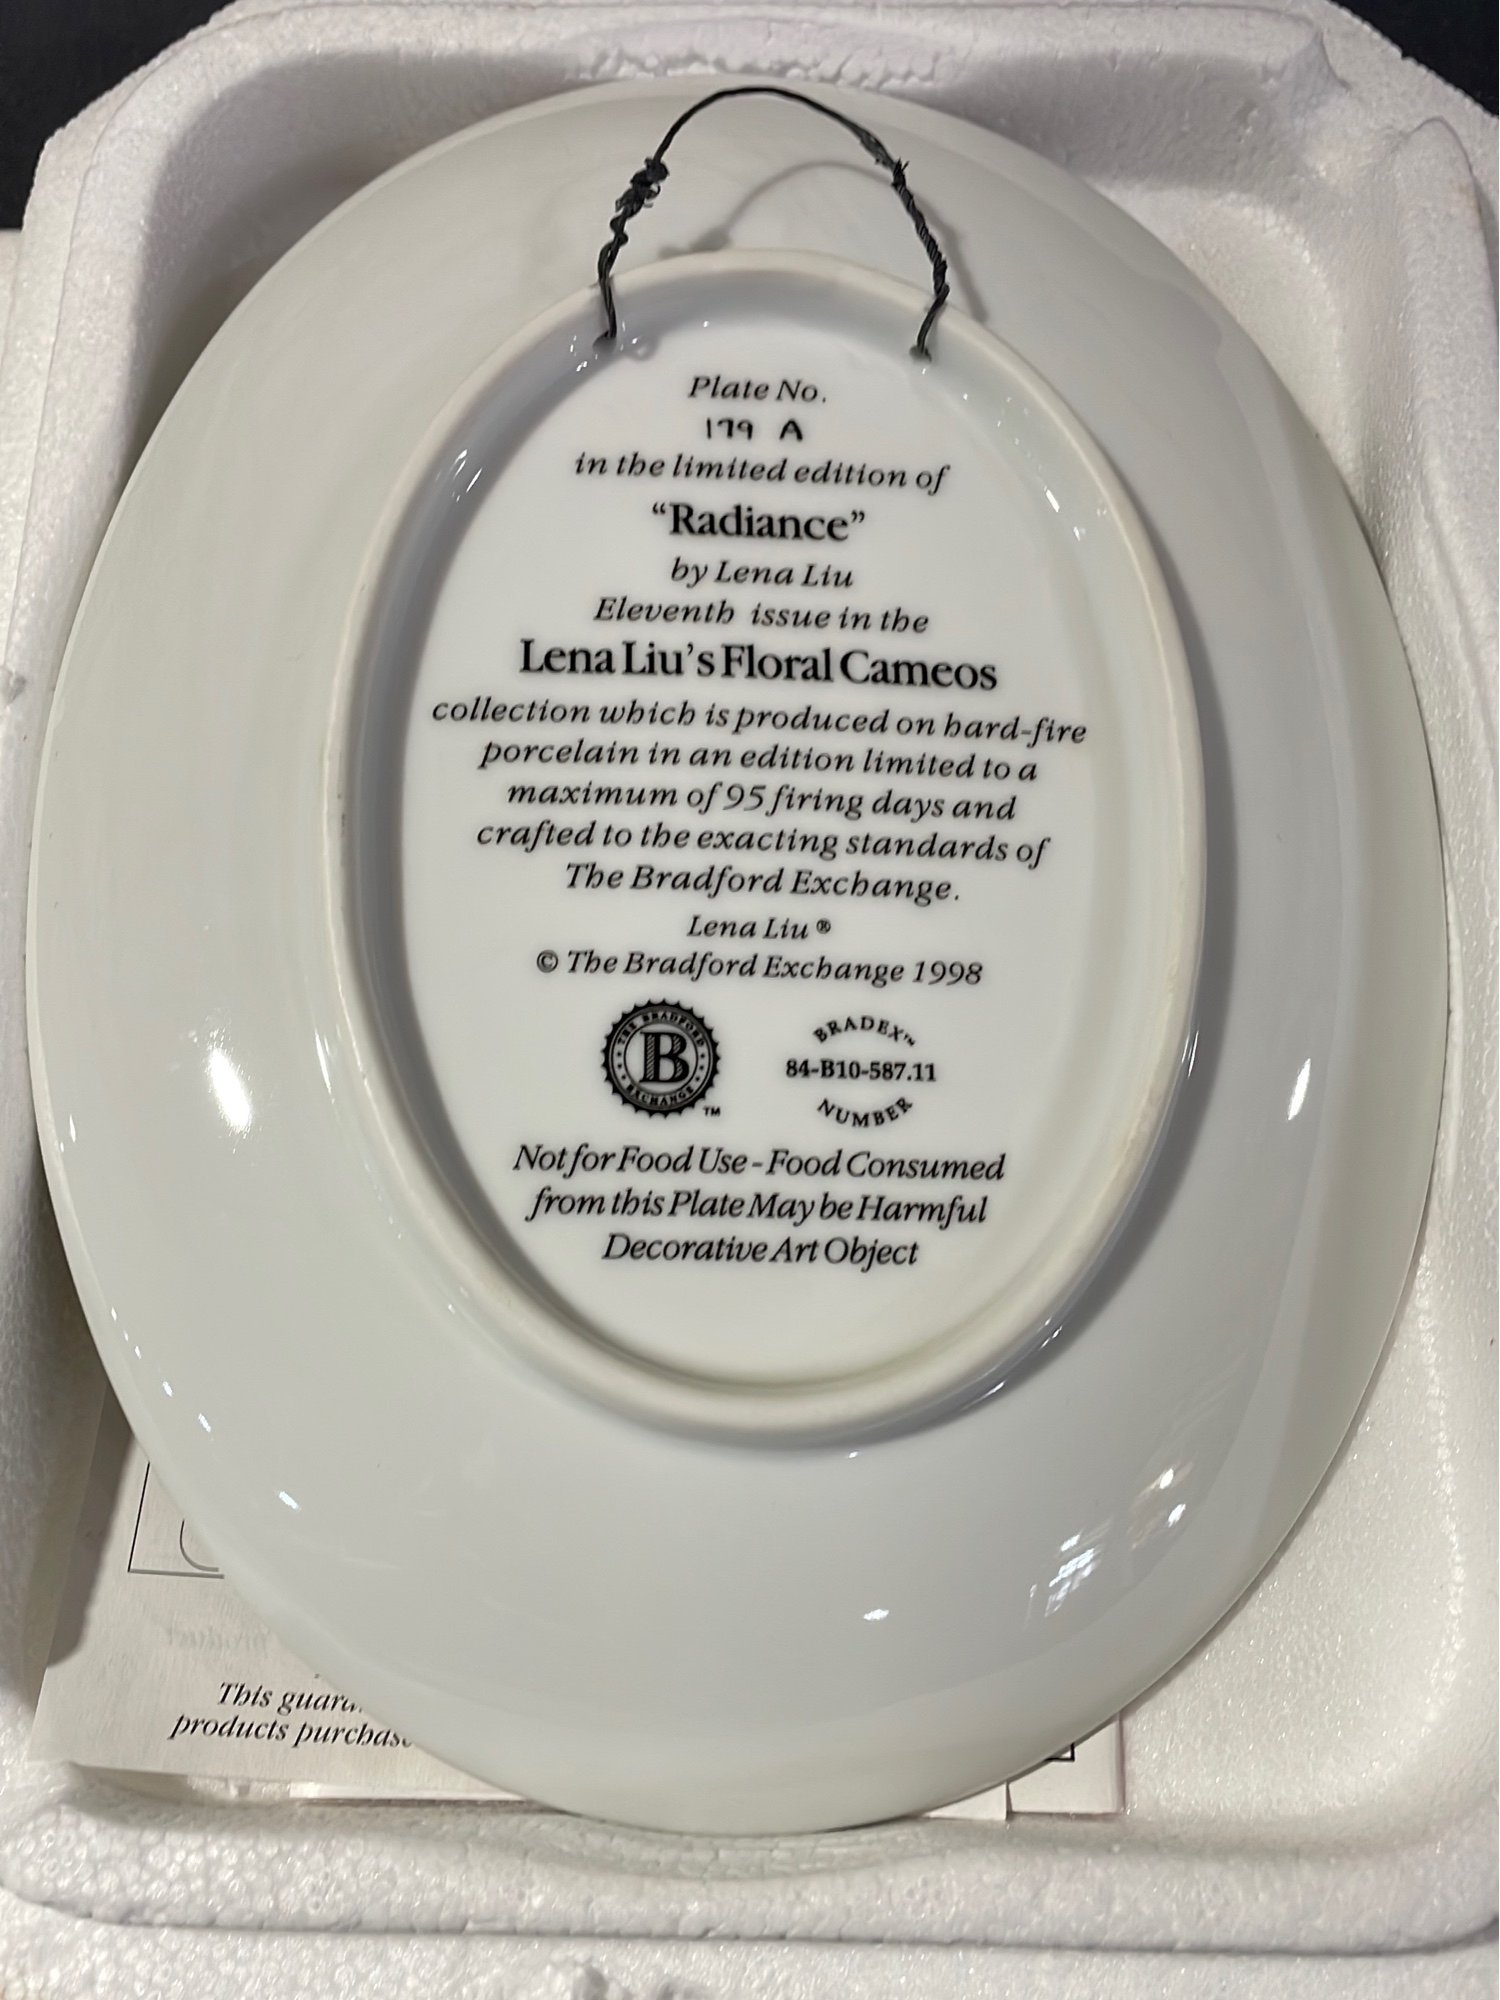 Plate No.
179 A
in the limited edition of
“Radiance”
by Lena Liu
Eleventh issue in the
Lena Liu’s Floral Cameos
collection which is produced on hard-fire
porcelain in an edition limited to a
maximum of 95 firing days and
crafted to the exacting standards of
The Bradford Exchange.
Lena Liu ®
© The Bradford Exchange 1998
THE BRADFORD
B
EXCHANGE
TM
BRADEX™
84-B10-587.11
NUMBER
Not for Food Use - Food Consumed
from this Plate May be Harmful
Decorative Art Object
This
products